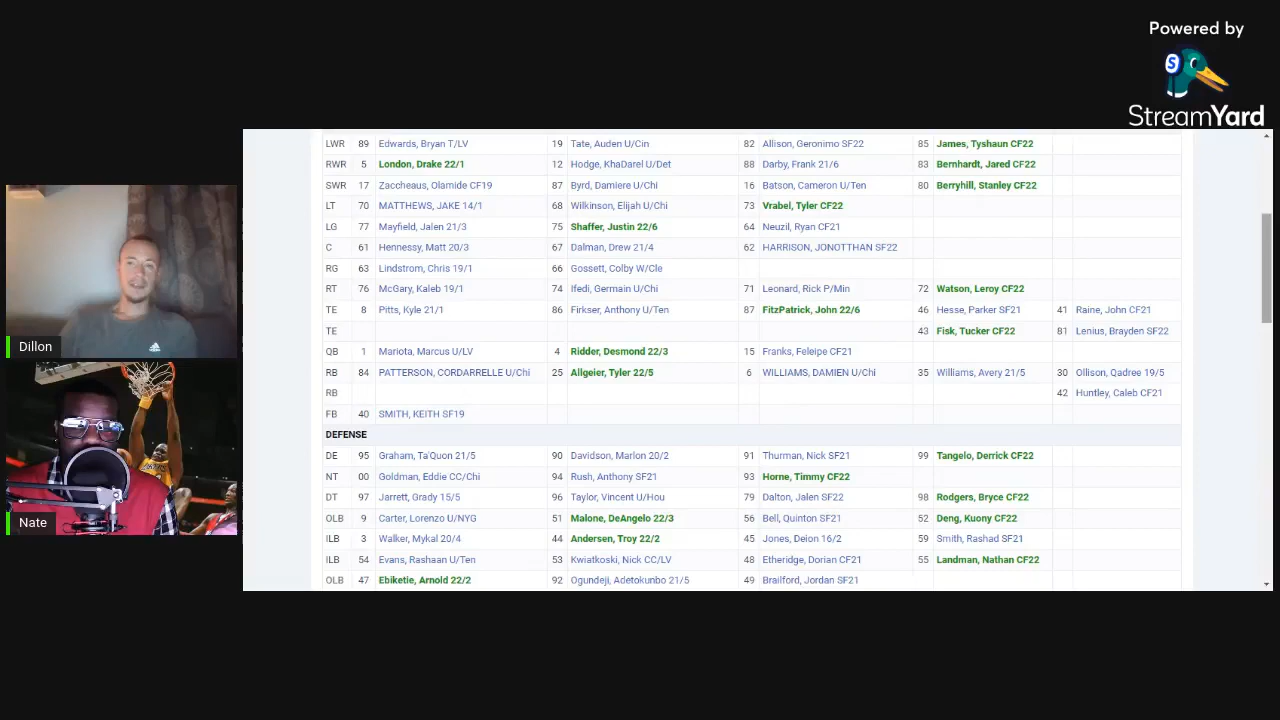 Powered by
StreamYard
LWR 89 Edwards, Bryan T/LV 19 Tate, Auden U/Cin 82 Allison, Geronimo SF22 85 James, Tyshaun CF22
RWR 5 London, Drake 22/1 12 Hodge, KhaDarel U/Det 88 Darby, Frank 21/6 83 Bernhardt, Jared CF22
SWR 17 Zaccheaus, Olamide CF19 87 Byrd, Damiere U/Chi 16 Batson, Cameron U/Ten 80 Berryhill, Stanley CF22
LT 70 MATTHEWS, JAKE 14/1 68 Wilkinson, Elijah U/Chi 73 Vrabel, Tyler CF22
LG 77 Mayfield, Jalen 21/3 75 Shaffer, Justin 22/6 64 Neuzil, Ryan CF21
C 61 Hennessy, Matt 20/3 67 Dalman, Drew 21/4 62 HARRISON, JONOTTHAN SF22
RG 63 Lindstrom, Chris 19/1 66 Gossett, Colby W/Cle
RT 76 McGary, Kaleb 19/1 74 Ifedi, Germain U/Chi 71 Leonard, Rick P/Min 72 Watson, Leroy CF22
TE 8 Pitts, Kyle 21/1 86 Firkser, Anthony U/Ten 87 FitzPatrick, John 22/6 46 Hesse, Parker SF21 41 Raine, John CF21
TE 43 Fisk, Tucker CF22 81 Lenius, Brayden SF22
QB 1 Mariota, Marcus U/LV 4 Ridder, Desmond 22/3 15 Franks, Feleipe CF21
RB 84 PATTERSON, CORDARRELLE U/Chi 25 Allgeier, Tyler 22/5 6 WILLIAMS, DAMIEN U/Chi 35 Williams, Avery 21/5 30 Ollison, Qadree 19/5
RB 42 Huntley, Caleb CF21
FB 40 SMITH, KEITH SF19
DEFENSE
DE 95 Graham, Ta'Quon 21/5 90 Davidson, Marlon 20/2 91 Thurman, Nick SF21 99 Tangelo, Derrick CF22
NT 00 Goldman, Eddie CC/Chi 94 Rush, Anthony SF21 93 Horne, Timmy CF22
DT 97 Jarrett, Grady 15/5 96 Taylor, Vincent U/Hou 79 Dalton, Jalen SF22 98 Rodgers, Bryce CF22
OLB 9 Carter, Lorenzo U/NYG 51 Malone, DeAngelo 22/3 56 Bell, Quinton SF21 52 Deng, Kuony CF22
ILB 3 Walker, Mykal 20/4 44 Andersen, Troy 22/2 45 Jones, Deion 16/2 59 Smith, Rashad SF21
ILB 54 Evans, Rashaan U/Ten 53 Kwiatkoski, Nick CC/LV 48 Etheridge, Dorian CF21 55 Landman, Nathan CF22
OLB 47 Ebiketie, Arnold 22/2 92 Ogundeji, Adetokunbo 21/5 49 Brailford, Jordan SF21
Dillon
Nate